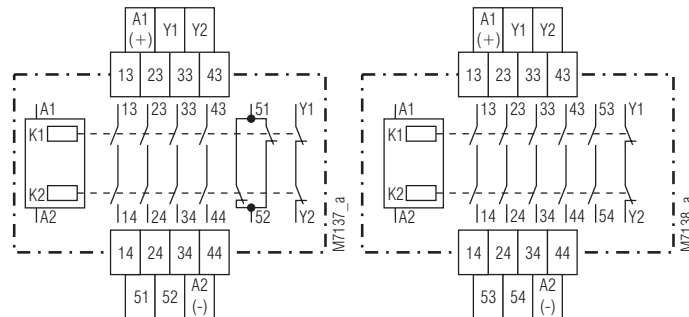 A1 (+) Y1 Y2
13 23 33 43
A1 13 23 33 43 51 Y1
K1
K2
A2 14 24 34 44 52 Y2
14 24 34 44
51 52 A2 (-)
M7137_a
A1 (+) Y1 Y2
13 23 33 43
A1 13 23 33 43 53 Y1
K1
K2
A2 14 24 34 44 54 Y2
14 24 34 44
53 54 A2 (-)
M7138_a